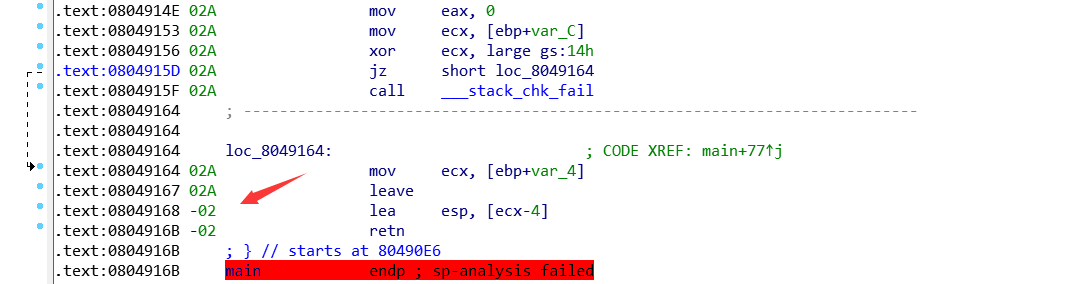 .text:0804914E 02A mov eax, 0
.text:08049153 02A mov ecx, [ebp+var_C]
.text:08049156 02A xor ecx, large gs:14h
.text:0804915D 02A jz short loc_8049164
.text:0804915F 02A call ___stack_chk_fail
.text:08049164 ; ---------------------------------------------------------------------------
.text:08049164
.text:08049164 loc_8049164: ; CODE XREF: main+77↑j
.text:08049164 02A mov ecx, [ebp+var_4]
.text:08049167 02A leave
.text:08049168 -02 lea esp, [ecx-4]
.text:0804916B -02 retn
.text:0804916B ; } // starts at 80490E6
.text:0804916B main endp ; sp-analysis failed